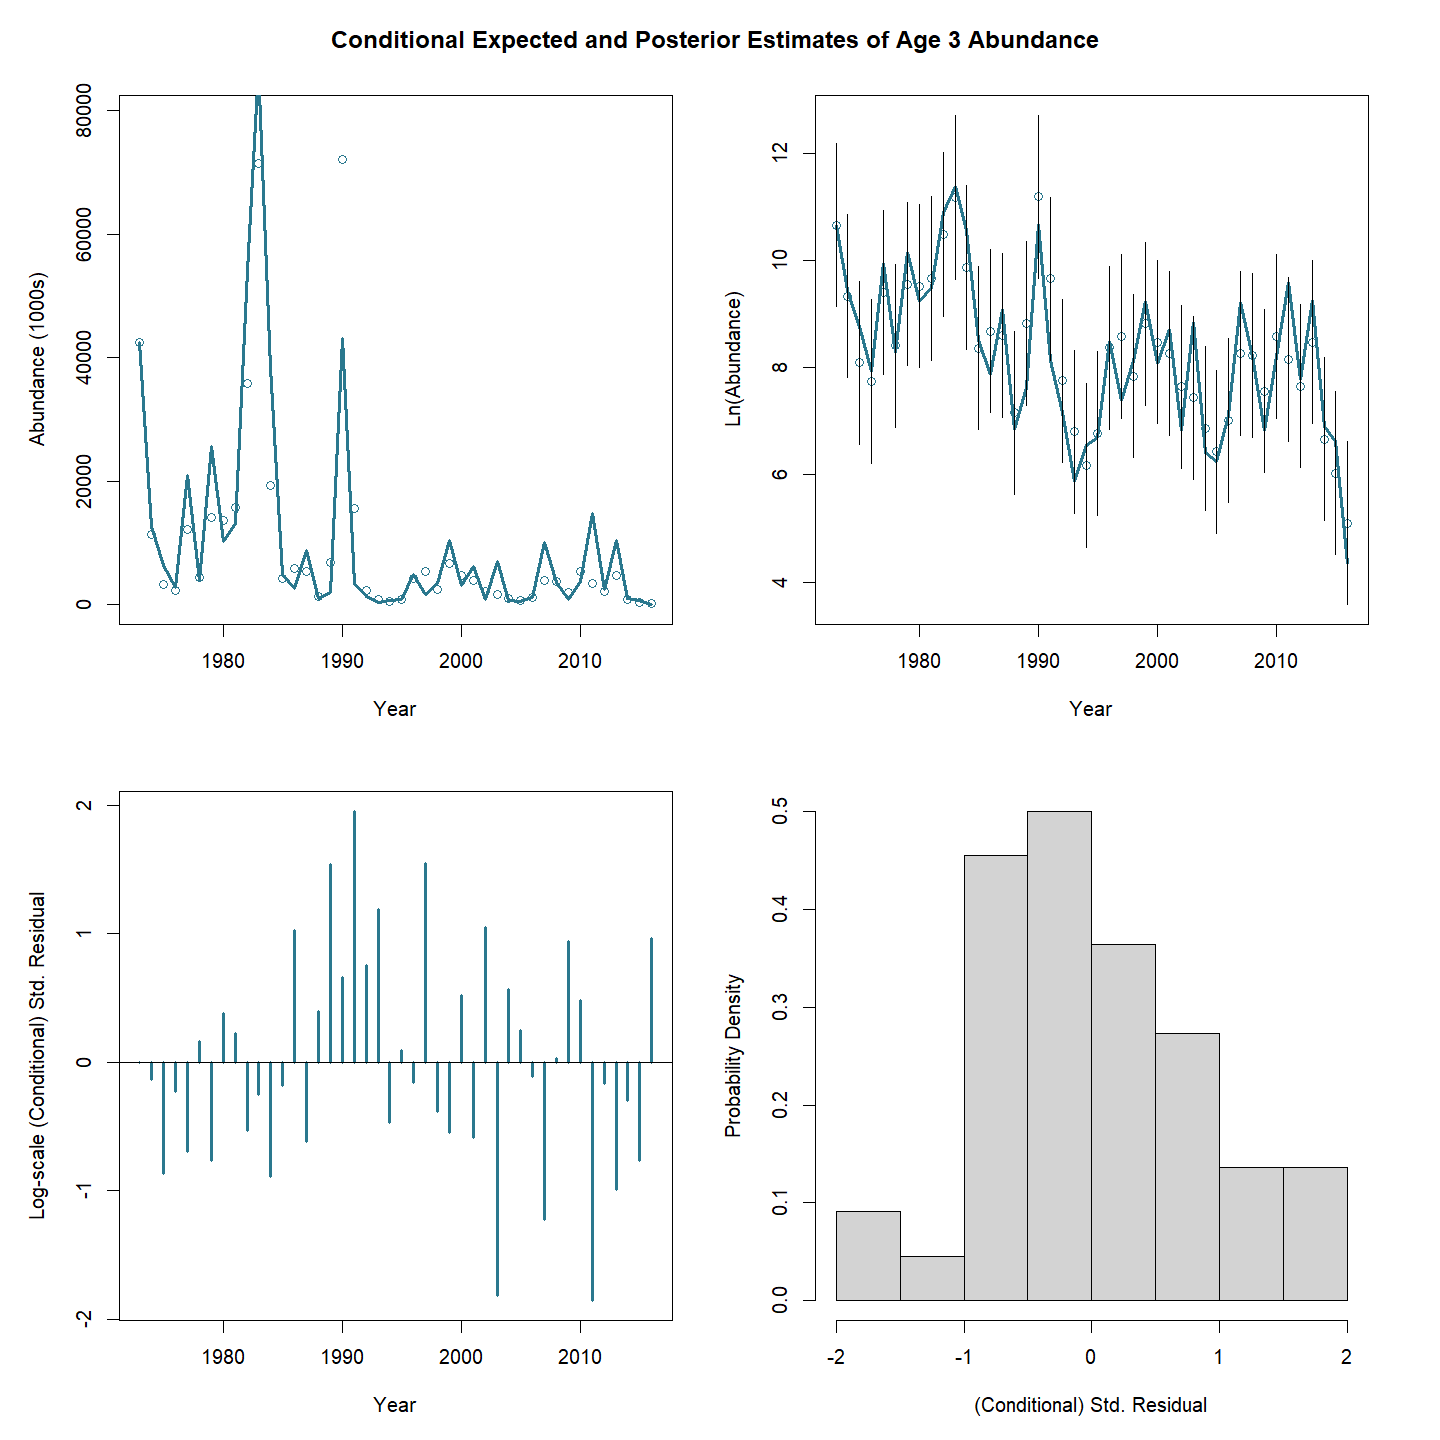 Conditional Expected and Posterior Estimates of Age 3 Abundance
Abundance (1000s)
80000
60000
40000
20000
0
1980 1990 2000 2010
Year
Ln(Abundance)
12
10
8
6
4
1980 1990 2000 2010
Year
Log-scale (Conditional) Std. Residual
2
1
0
-1
-2
1980 1990 2000 2010
Year
Probability Density
0.5
0.4
0.3
0.2
0.1
0.0
-2 -1 0 1 2
(Conditional) Std. Residual